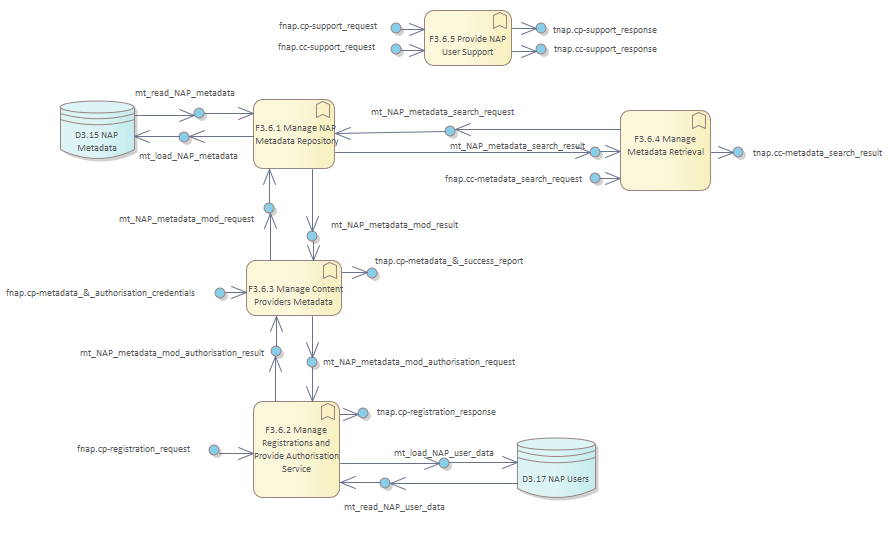 fnap.cp-support_request
fnap.cc-support_request
F3.6.5 Provide NAP
User Support
tnap.cp-support_response
tnap.cc-support_response
mt_read_NAP_metadata
D3.15 NAP
Metadata
mt_load_NAP_metadata
F3.6.1 Manage NAP
Metadata Repository
mt_NAP_metadata_search_request
mt_NAP_metadata_search_result
fnap.cc-metadata_search_request
F3.6.4 Manage
Metadata Retrieval
tnap.cc-metadata_search_result
mt_NAP_metadata_mod_request
mt_NAP_metadata_mod_result
tnap.cp-metadata_&_success_report
fnap.cp-metadata_&_authorisation_credentials
F3.6.3 Manage Content
Providers Metadata
mt_NAP_metadata_mod_authorisation_result
mt_NAP_metadata_mod_authorisation_request
tnap.cp-registration_response
fnap.cp-registration_request
F3.6.2 Manage
Registrations and
Provide Authorisation
Service
mt_load_NAP_user_data
D3.17 NAP Users
mt_read_NAP_user_data